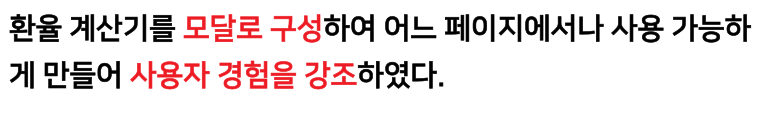 환율 계산기를 모달로 구성하여 어느 페이지에서나 사용 가능하
게 만들어 사용자 경험을 강조하였다.